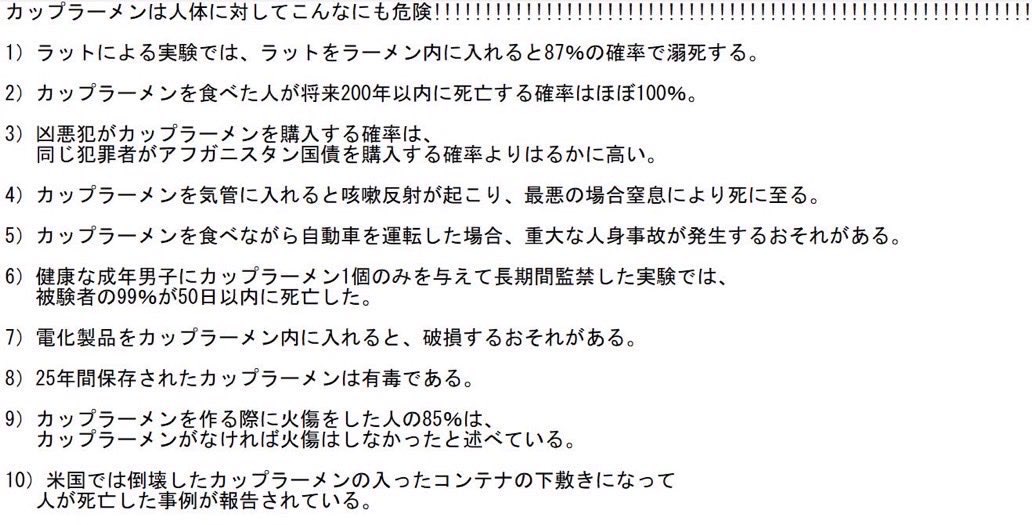 カップラーメンは人体に対してこんなにも危険!!!!!!!!!!!!!!!!!!!!!!!!!!!!!!!!!!!!!!!!!!!!!!!!!!!!!!!!!!!
1) ラットによる実験では、ラットをラーメン内に入れると87%の確率で溺死する。
2) カップラーメンを食べた人が将来200年以内に死亡する確率はほぼ100%。
3) 凶悪犯がカップラーメンを購入する確率は、
同じ犯罪者がアフガニスタン国債を購入する確率よりはるかに高い。
4) カップラーメンを気管に入れると咳嗽反射が起こり、最悪の場合窒息により死に至る。
5) カップラーメンを食べながら自動車を運転した場合、重大な人身事故が発生するおそれがある。
6) 健康な成年男子にカップラーメン1個のみを与えて長期間監禁した実験では、
被験者の99%が50日以内に死亡した。
7) 電化製品をカップラーメン内に入れると、破損するおそれがある。
8) 25年間保存されたカップラーメンは有毒である。
9) カップラーメンを作る際に火傷をした人の85%は、
カップラーメンがなければ火傷はしなかったと述べている。
10) 米国では倒壊したカップラーメンの入ったコンテナの下敷きになって
人が死亡した事例が報告されている。